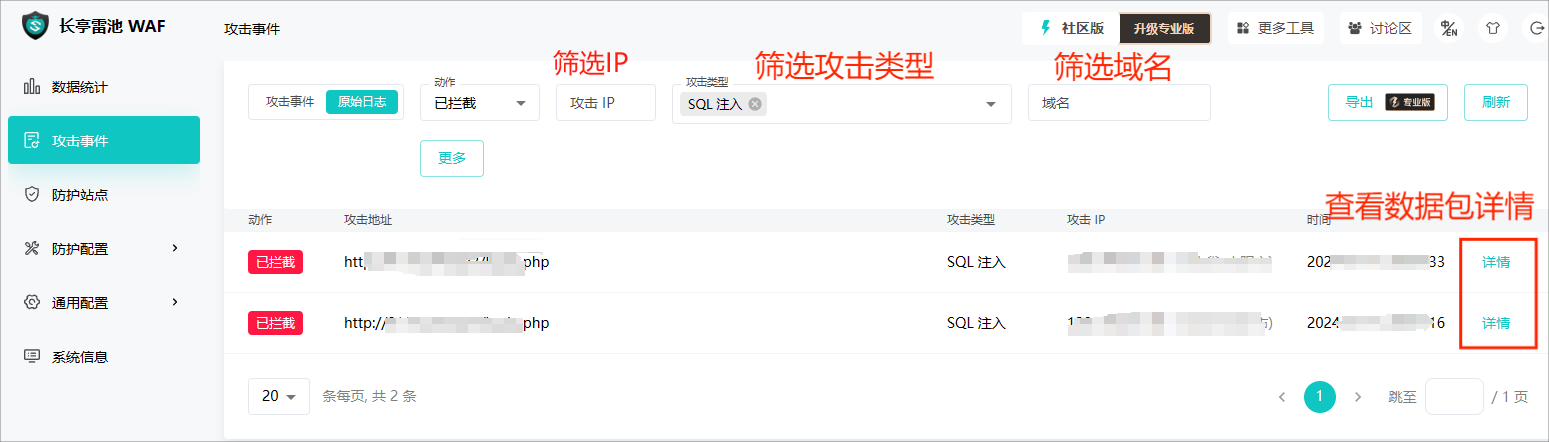 长亭雷池 WAF
攻击事件
社区版 升级专业版 更多工具 讨论区 中/EN
筛选IP 筛选攻击类型 筛选域名
数据统计
攻击事件
防护站点
防护配置
通用配置
系统信息
攻击事件 原始日志
动作
已拦截
攻击 IP
攻击类型
SQL 注入
域名
导出 专业版
刷新
更多
查看数据包详情
动作 攻击地址 攻击类型 攻击 IP 时间
已拦截 htt php SQL 注入 202 33 详情
已拦截 http:// php SQL 注入 2024 16 详情
20 条每页, 共 2 条
1 跳至 / 1 页